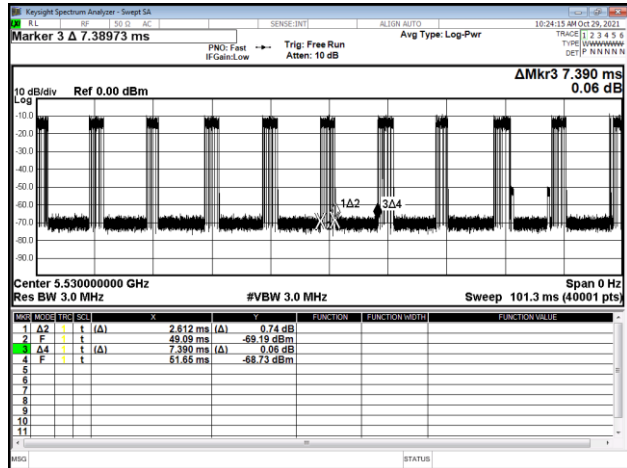 Keysight Spectrum Analyzer - Swept SA
RL RF 50 Ω AC SENSE:INT ALIGN AUTO 10:24:15 AM Oct 29, 2021
Marker 3 Δ 7.38973 ms
PNO: Fast
IFGain:Low
Trig: Free Run
Atten: 10 dB
Avg Type: Log-Pwr
TRACE 1 2 3 4 5 6
TYPE WWWWWW
DET P NNNNN
ΔMkr3 7.390 ms
0.06 dB
10 dB/div Ref 0.00 dBm
Log
-10.0
-20.0
-30.0
-40.0
-50.0
-60.0
-70.0
-80.0
-90.0
1Δ2 3Δ4
Center 5.530000000 GHz Span 0 Hz
Res BW 3.0 MHz #VBW 3.0 MHz Sweep 101.3 ms (40001 pts)
MKR MODE TRC SCL X Y FUNCTION FUNCTION WIDTH FUNCTION VALUE
1 Δ2 1 t (Δ) 2.612 ms (Δ) 0.74 dB
2 F 1 t 49.09 ms -69.19 dBm
3 Δ4 1 t (Δ) 7.390 ms (Δ) 0.06 dB
4 F 1 t 51.65 ms -68.73 dBm
5
6
7
8
9
10
11
MSG STATUS